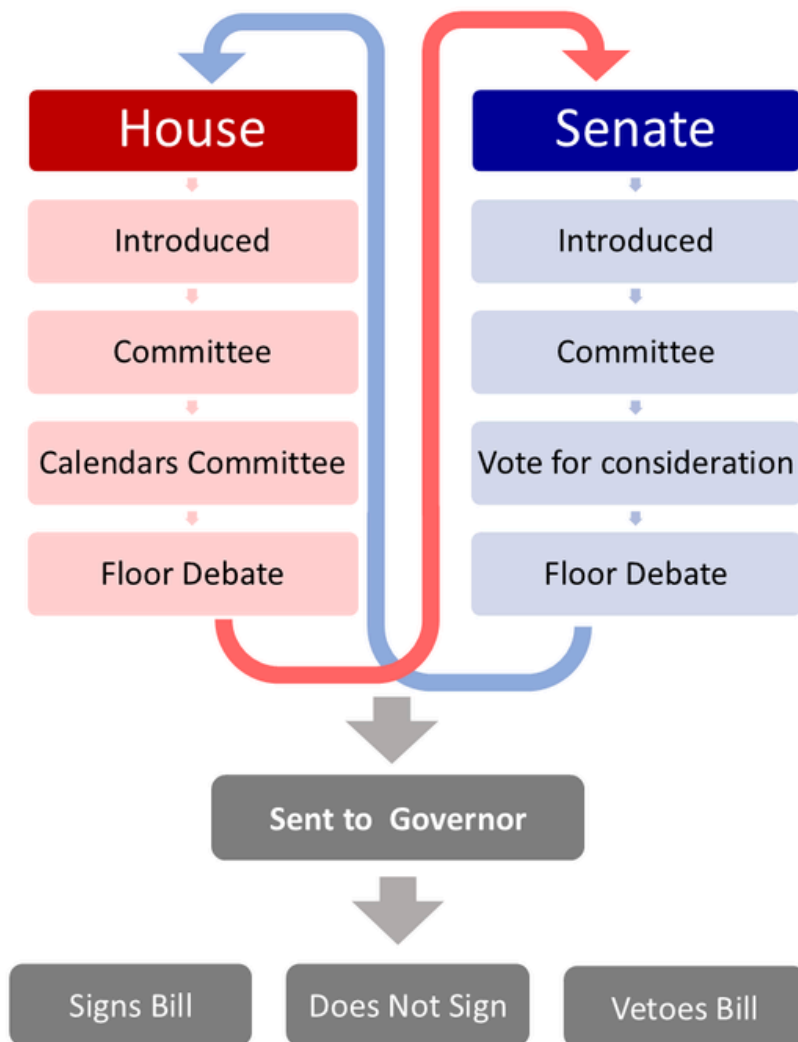 House
Introduced
Committee
Calendars Committee
Floor Debate
Senate
Introduced
Committee
Vote for consideration
Floor Debate
Sent to Governor
Signs Bill
Does Not Sign
Vetoes Bill